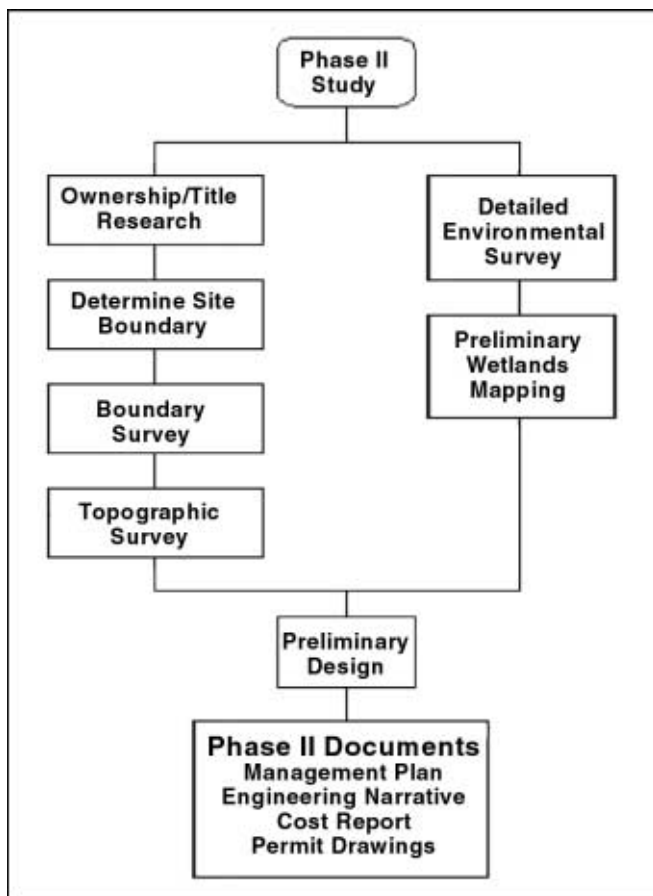 Phase II
Study
Ownership/Title
Research
Determine Site
Boundary
Boundary
Survey
Topographic
Survey
Detailed
Environmental
Survey
Preliminary
Wetlands
Mapping
Preliminary
Design
Phase II Documents
Management Plan
Engineering Narrative
Cost Report
Permit Drawings